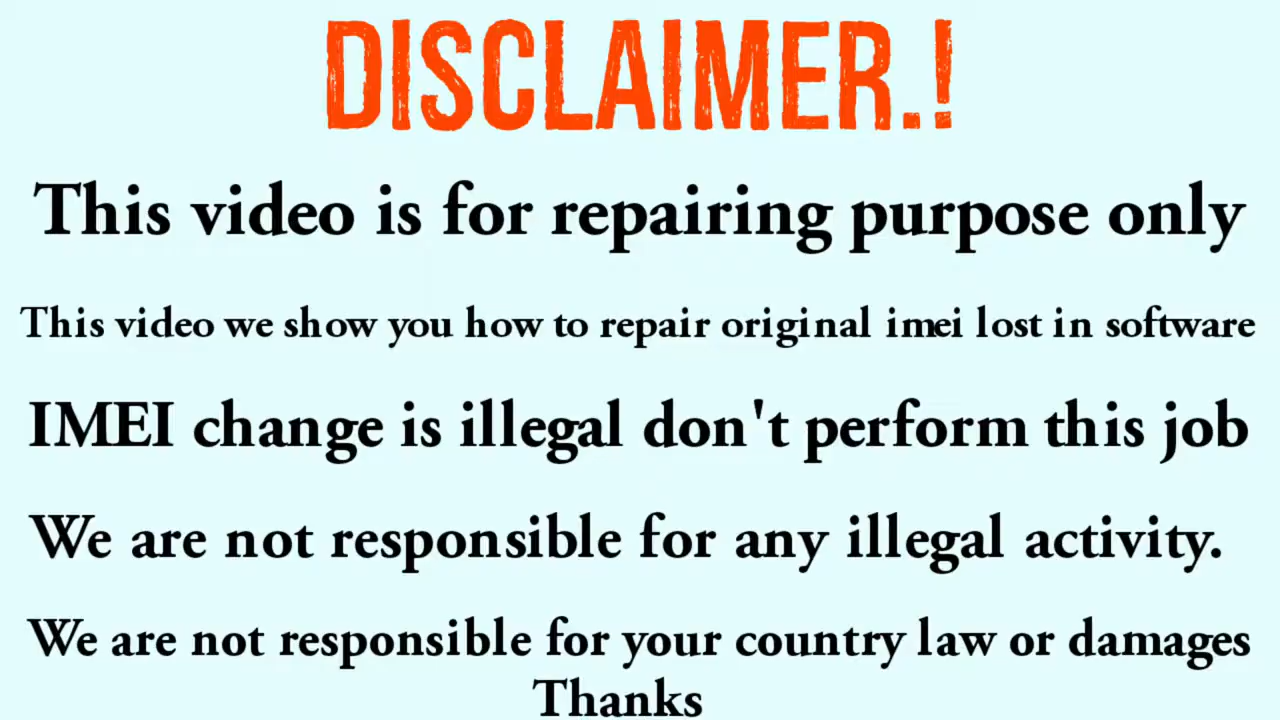 DISCLAIMER.!
This video is for repairing purpose only
This video we show you how to repair original imei lost in software
IMEI change is illegal don't perform this job
We are not responsible for any illegal activity.
We are not responsible for your country law or damages
Thanks